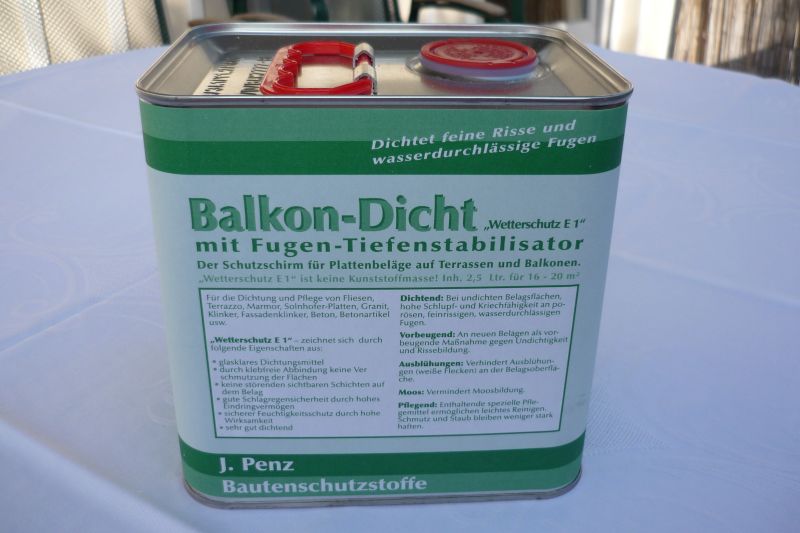 Dichtet feine Risse und
wasserdurchlässige Fugen
Balkon-Dicht „Wetterschutz E 1"
mit Fugen-Tiefenstabilisator
Der Schutzschirm für Plattenbeläge auf Terrassen und Balkonen.
„Wetterschutz E1" ist keine Kunststoffmasse! Inh. 2,5 Ltr. für 16 - 20 m²
Für die Dichtung und Pflege von Fliesen,
Terrazzo, Marmor, Solnhofer-Platten, Granit,
Klinker, Fassadenklinker, Beton, Betonartikel
usw.
„Wetterschutz E 1" – zeichnet sich durch
folgende Eigenschaften aus:
• glasklares Dichtungsmittel
• durch klebfreie Abbindung keine Ver
schmutzung der Flächen
• keine störenden sichtbaren Schichten auf
dem Belag
• gute Schlagregensicherheit durch hohes
Eindringvermögen
• sicherer Feuchtigkeitsschutz durch hohe
Wirksamkeit
• sehr gut dichtend
Dichtend: Bei undichten Belagsflächen,
hohe Schlupf- und Kriechfähigkeit an po-
rösen, feinrissigen, wasserdurchlässigen
Fugen.
Vorbeugend: An neuen Belägen als vor-
beugende Maßnahme gegen Undichtigkeit
und Rissebildung.
Ausblühungen: Verhindert Ausblühun-
gen (weiße Flecken) an der Belagsoberflä-
che.
Moos: Vermindert Moosbildung.
Pflegend: Enthaltende spezielle Pfle-
gemittel ermöglichen leichtes Reinigen.
Schmutz und Staub bleiben weniger stark
haften.
J. Penz
Bautenschutzstoffe